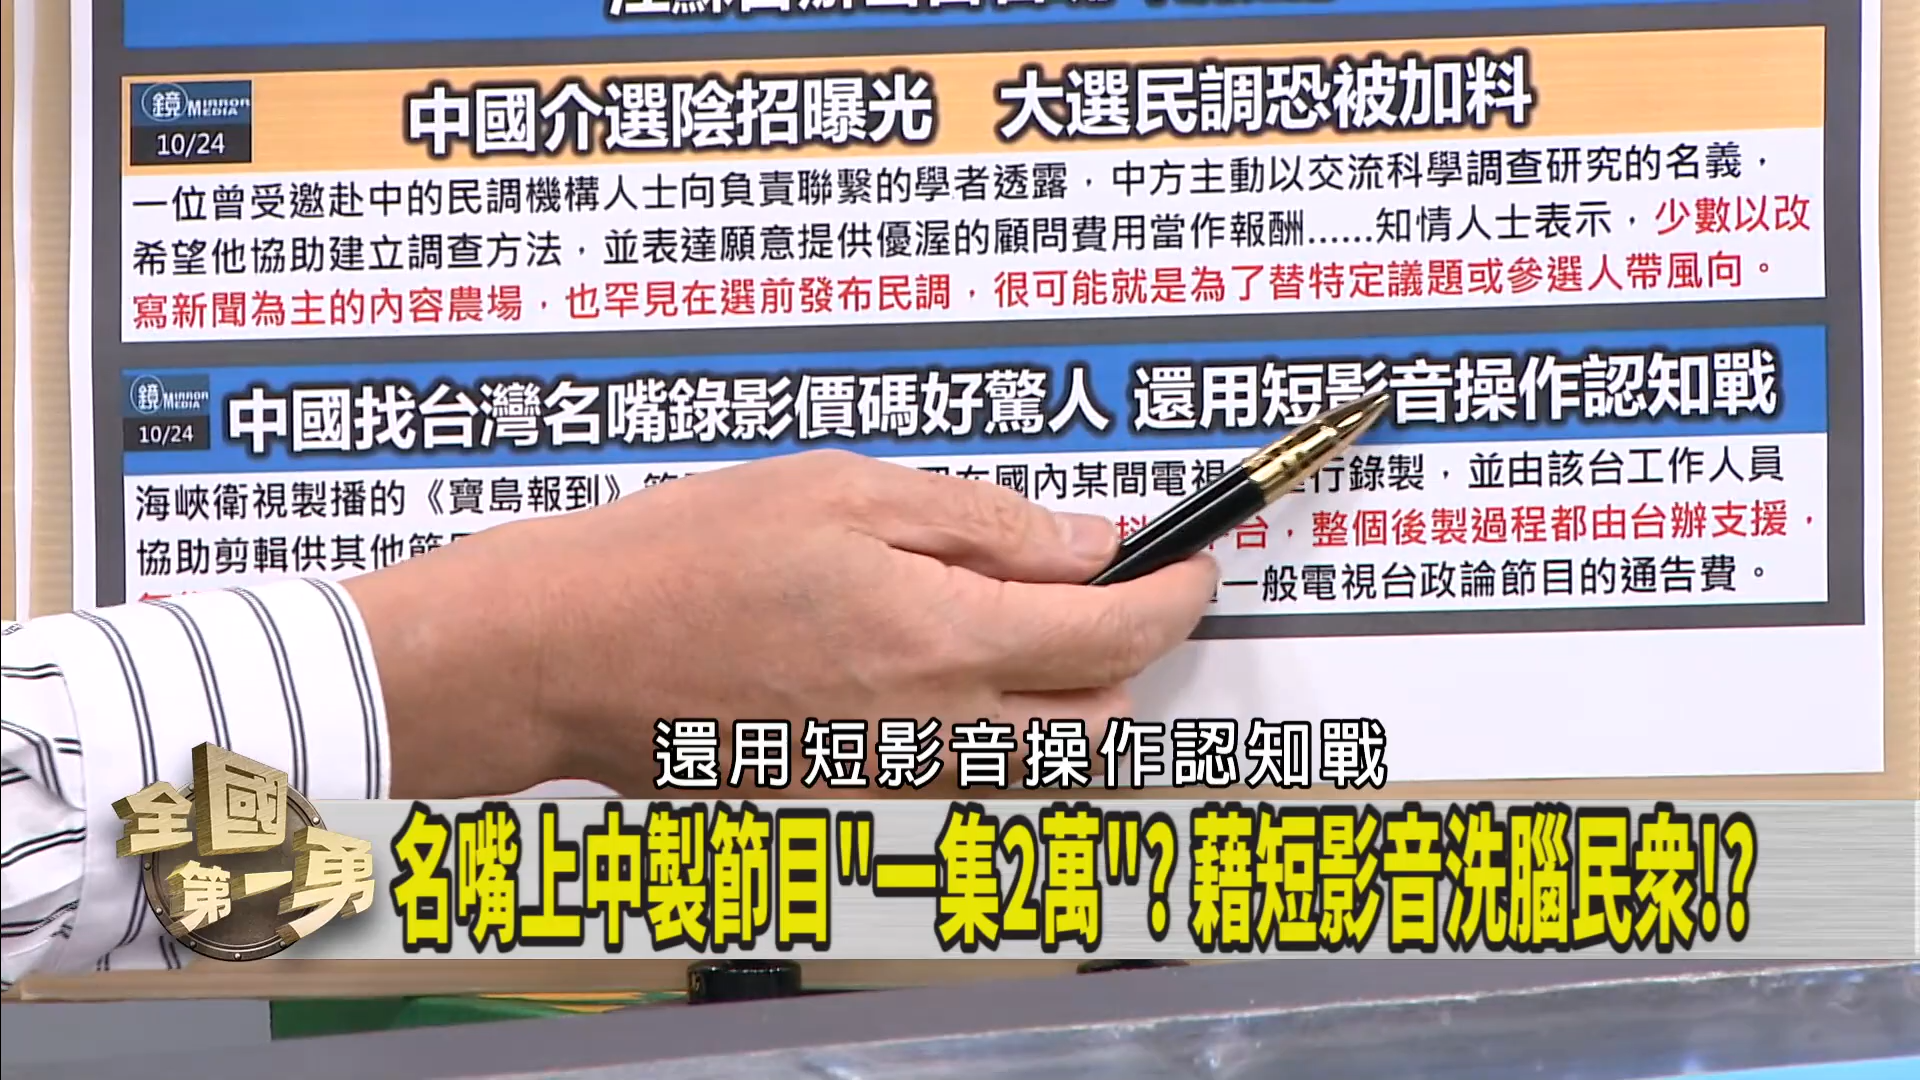 鏡 MIRROR MEDIA
10/24
中國介選陰招曝光 大選民調恐被加料
一位曾受邀赴中的民調機構人士向負責聯繫的學者透露，中方主動以交流科學調查研究的名義，
希望他協助建立調查方法，並表達願意提供優渥的顧問費用當作報酬......知情人士表示，少數以改
寫新聞為主的內容農場，也罕見在選前發布民調，很可能就是為了替特定議題或參選人帶風向。
鏡 MIRROR MEDIA
10/24
中國找台灣名嘴錄影價碼好驚人 還用短影音操作認知戰
海峽衛視製播的《寶島報到》 在國內某間電視 行錄製，並由該台工作人員
協助剪輯供其他節 台，整個後製過程都由台辦支援，
一般電視台政論節目的通告費。
還用短影音操作認知戰
全國第一勇
名嘴上中製節目"一集2萬"? 藉短影音洗腦民眾!?